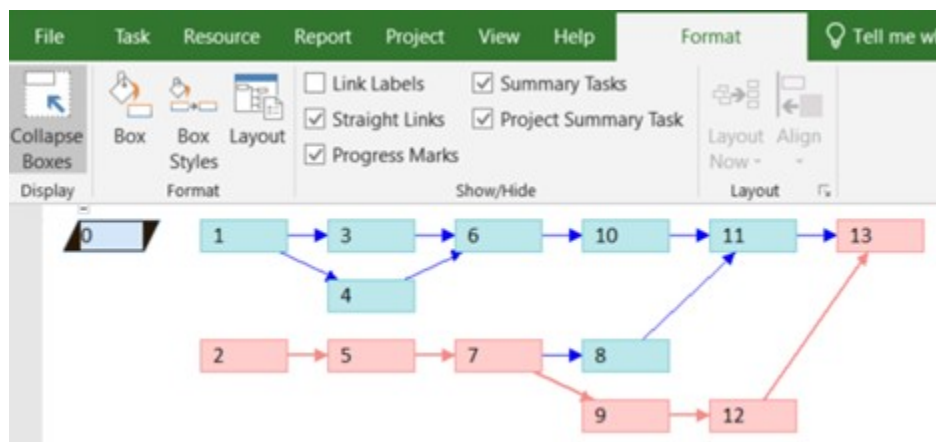 File Task Resource Report Project View Help Format Tell me w
Link Labels Summary Tasks
Straight Links Project Summary Task
Progress Marks
Collapse Boxes
Box
Box Styles
Layout
Layout Now
Align
Display Format Show/Hide Layout
0 1 3 6 10 11 13
4
2 5 7 8
9 12